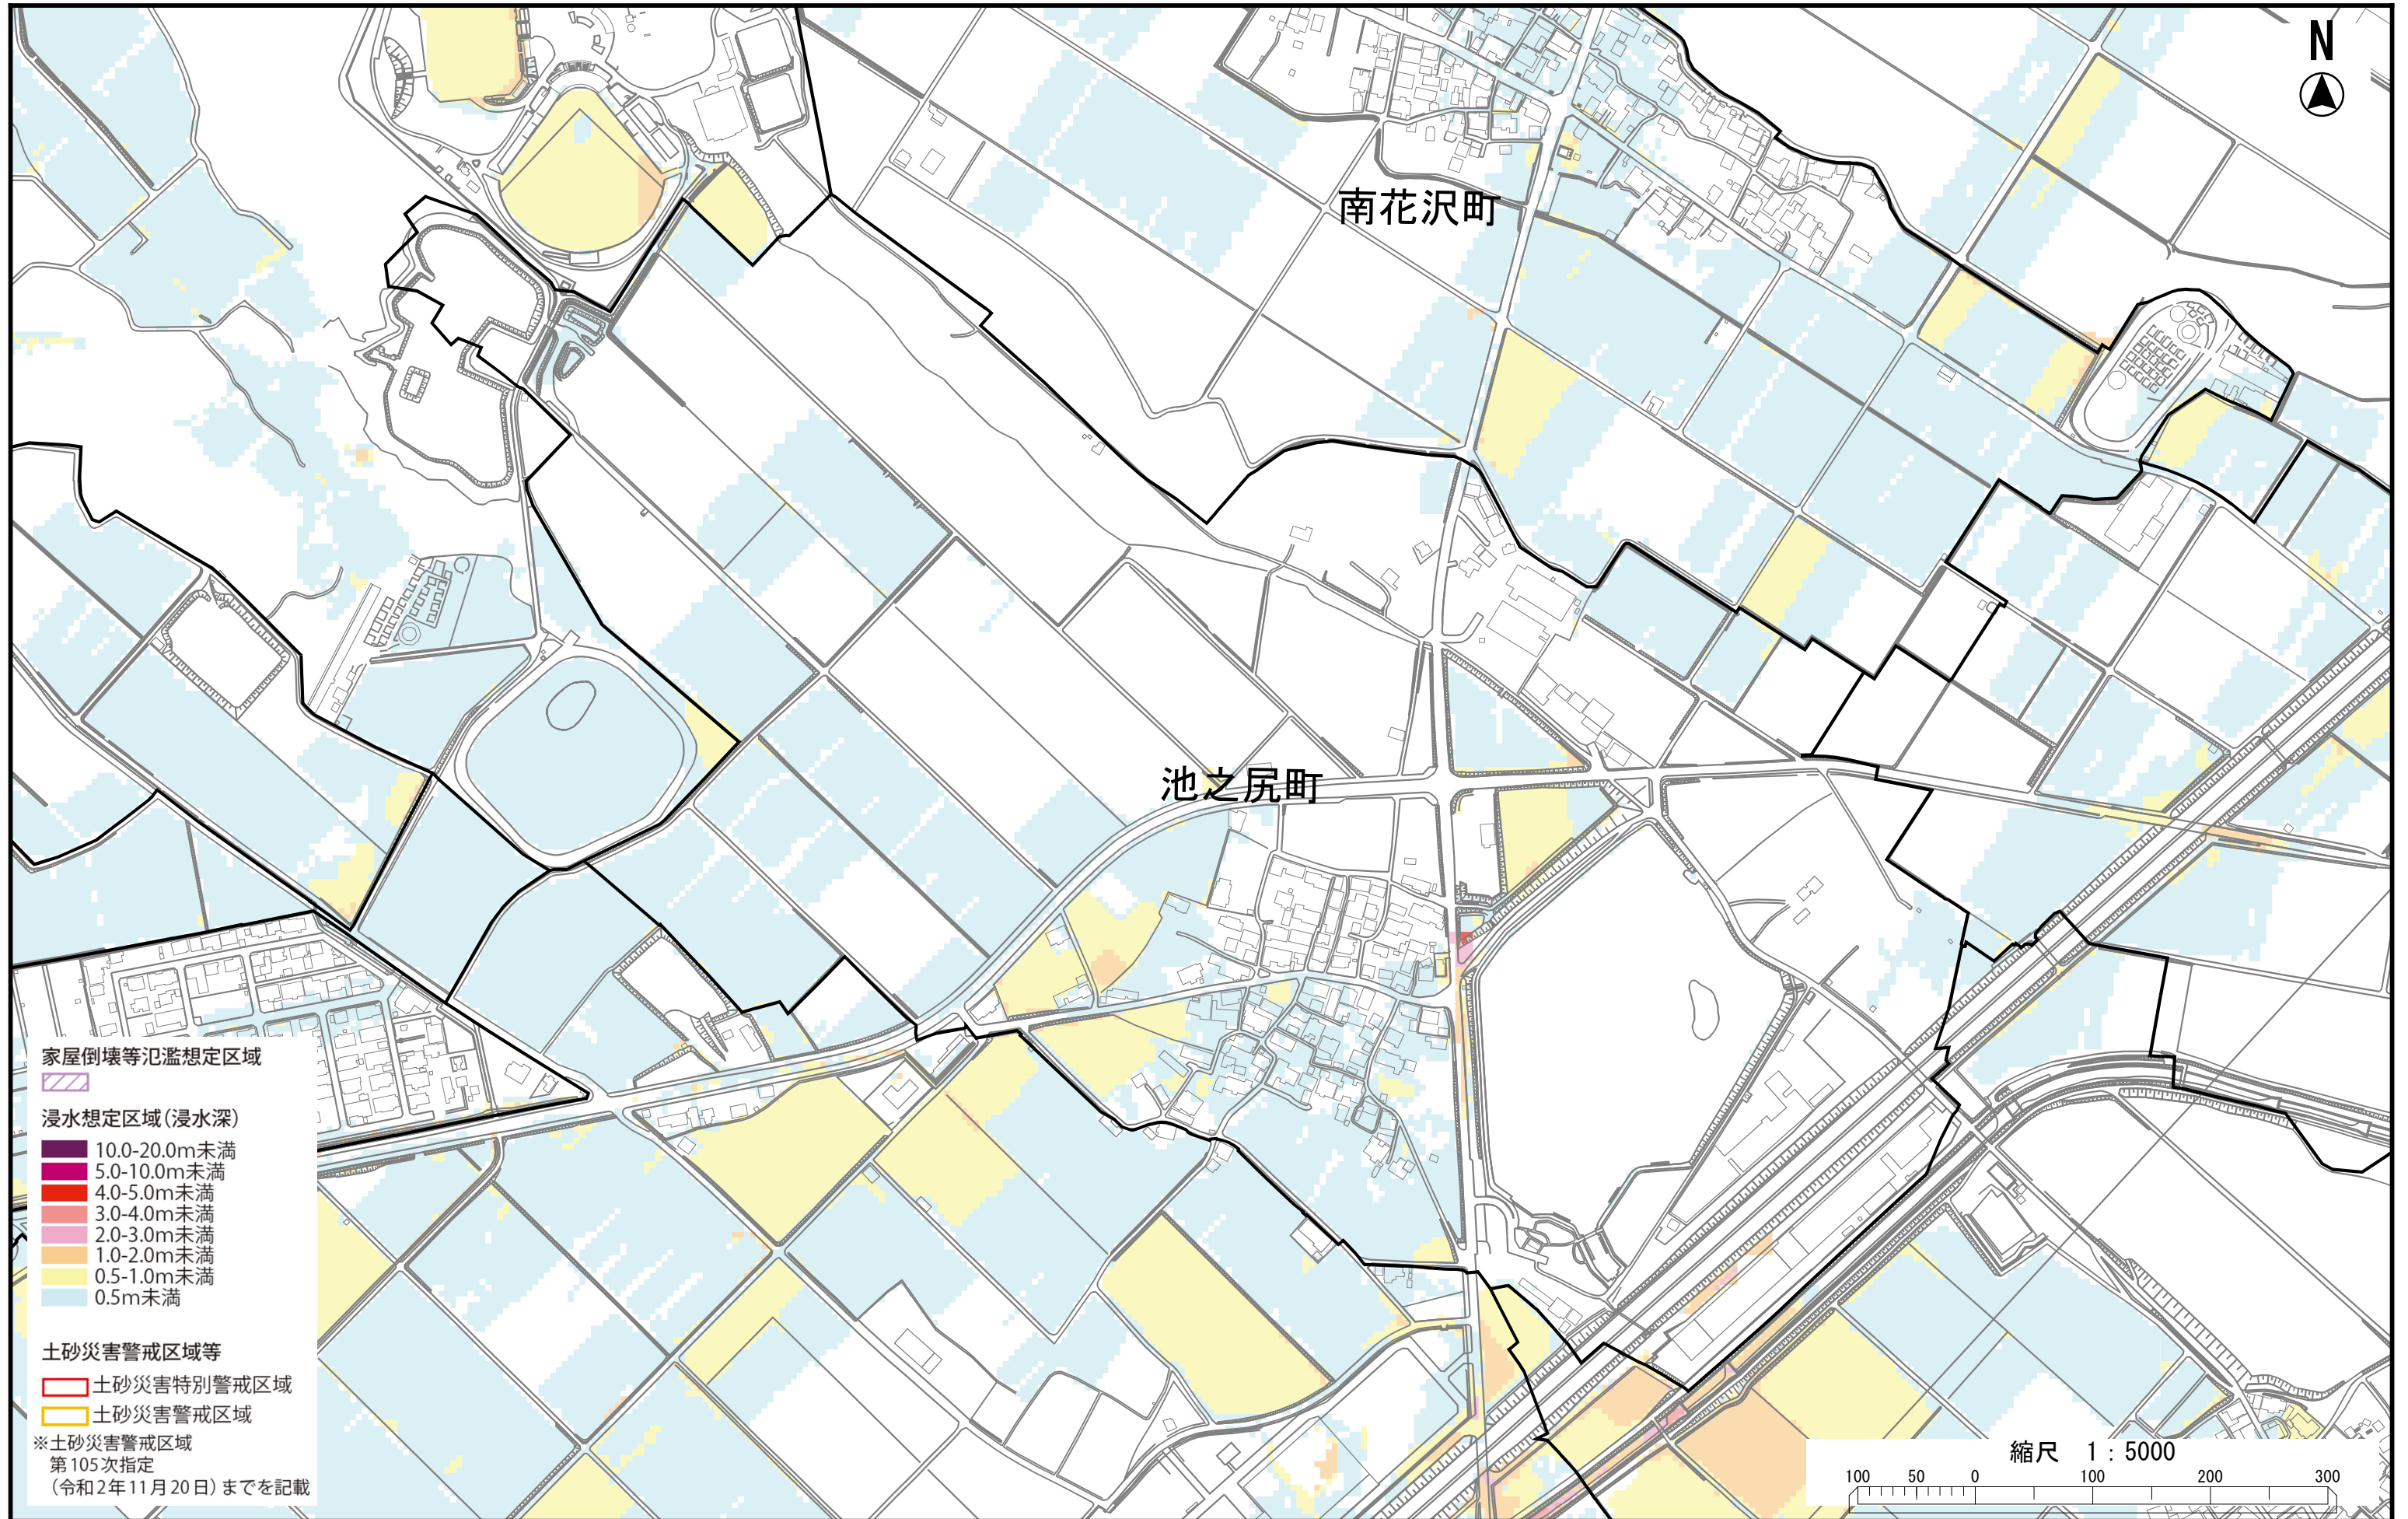 N
南花沢町
池之尻町
家屋倒壊等氾濫想定区域
浸水想定区域(浸水深)
10.0-20.0m未満
5.0-10.0m未満
4.0-5.0m未満
3.0-4.0m未満
2.0-3.0m未満
1.0-2.0m未満
0.5-1.0m未満
0.5m未満
土砂災害警戒区域等
土砂災害特別警戒区域
土砂災害警戒区域
※土砂災害警戒区域
第105次指定
(令和2年11月20日)までを記載
縮尺 1:5000
100 50 0 100 200 300